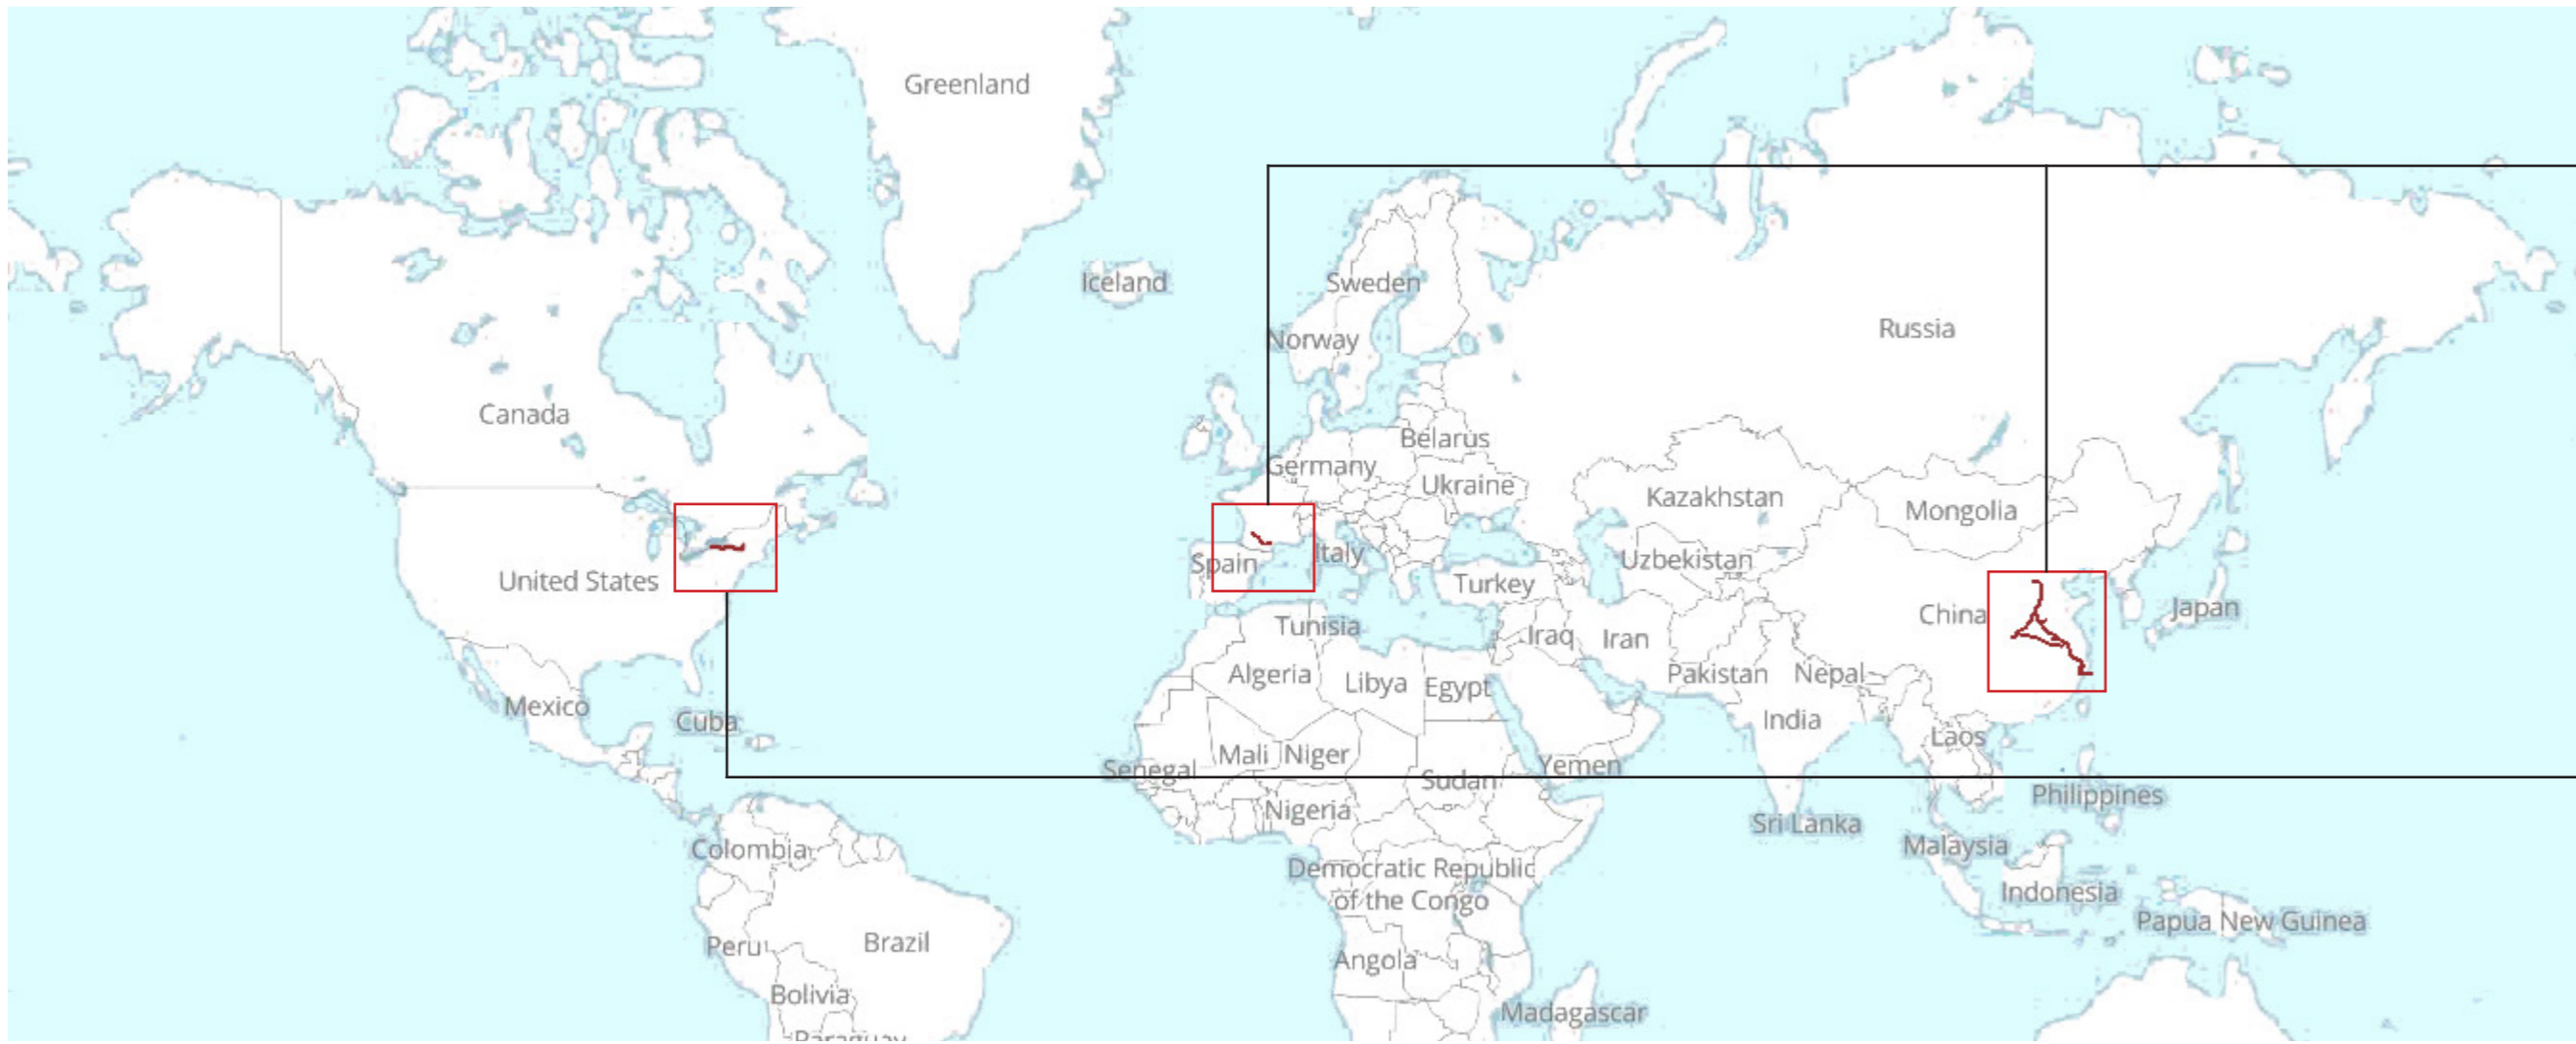 Greenland
Iceland
Sweden
Norway
Russia
Canada
Belarus
Germany
Ukraine
Kazakhstan
Mongolia
United States
Spain
Italy
Uzbekistan
Turkey
China
Japan
Tunisia
Iraq
Iran
Algeria
Libya
Egypt
Pakistan
Nepal
Mexico
Cuba
India
Laos
Mali
Niger
Senegal
Sudan
Yemen
Nigeria
Philippines
Sri Lanka
Colombia
Malaysia
Democratic Republic
of the Congo
Indonesia
Papua New Guinea
Peru
Brazil
Angola
Bolivia
Madagascar
Paraguay